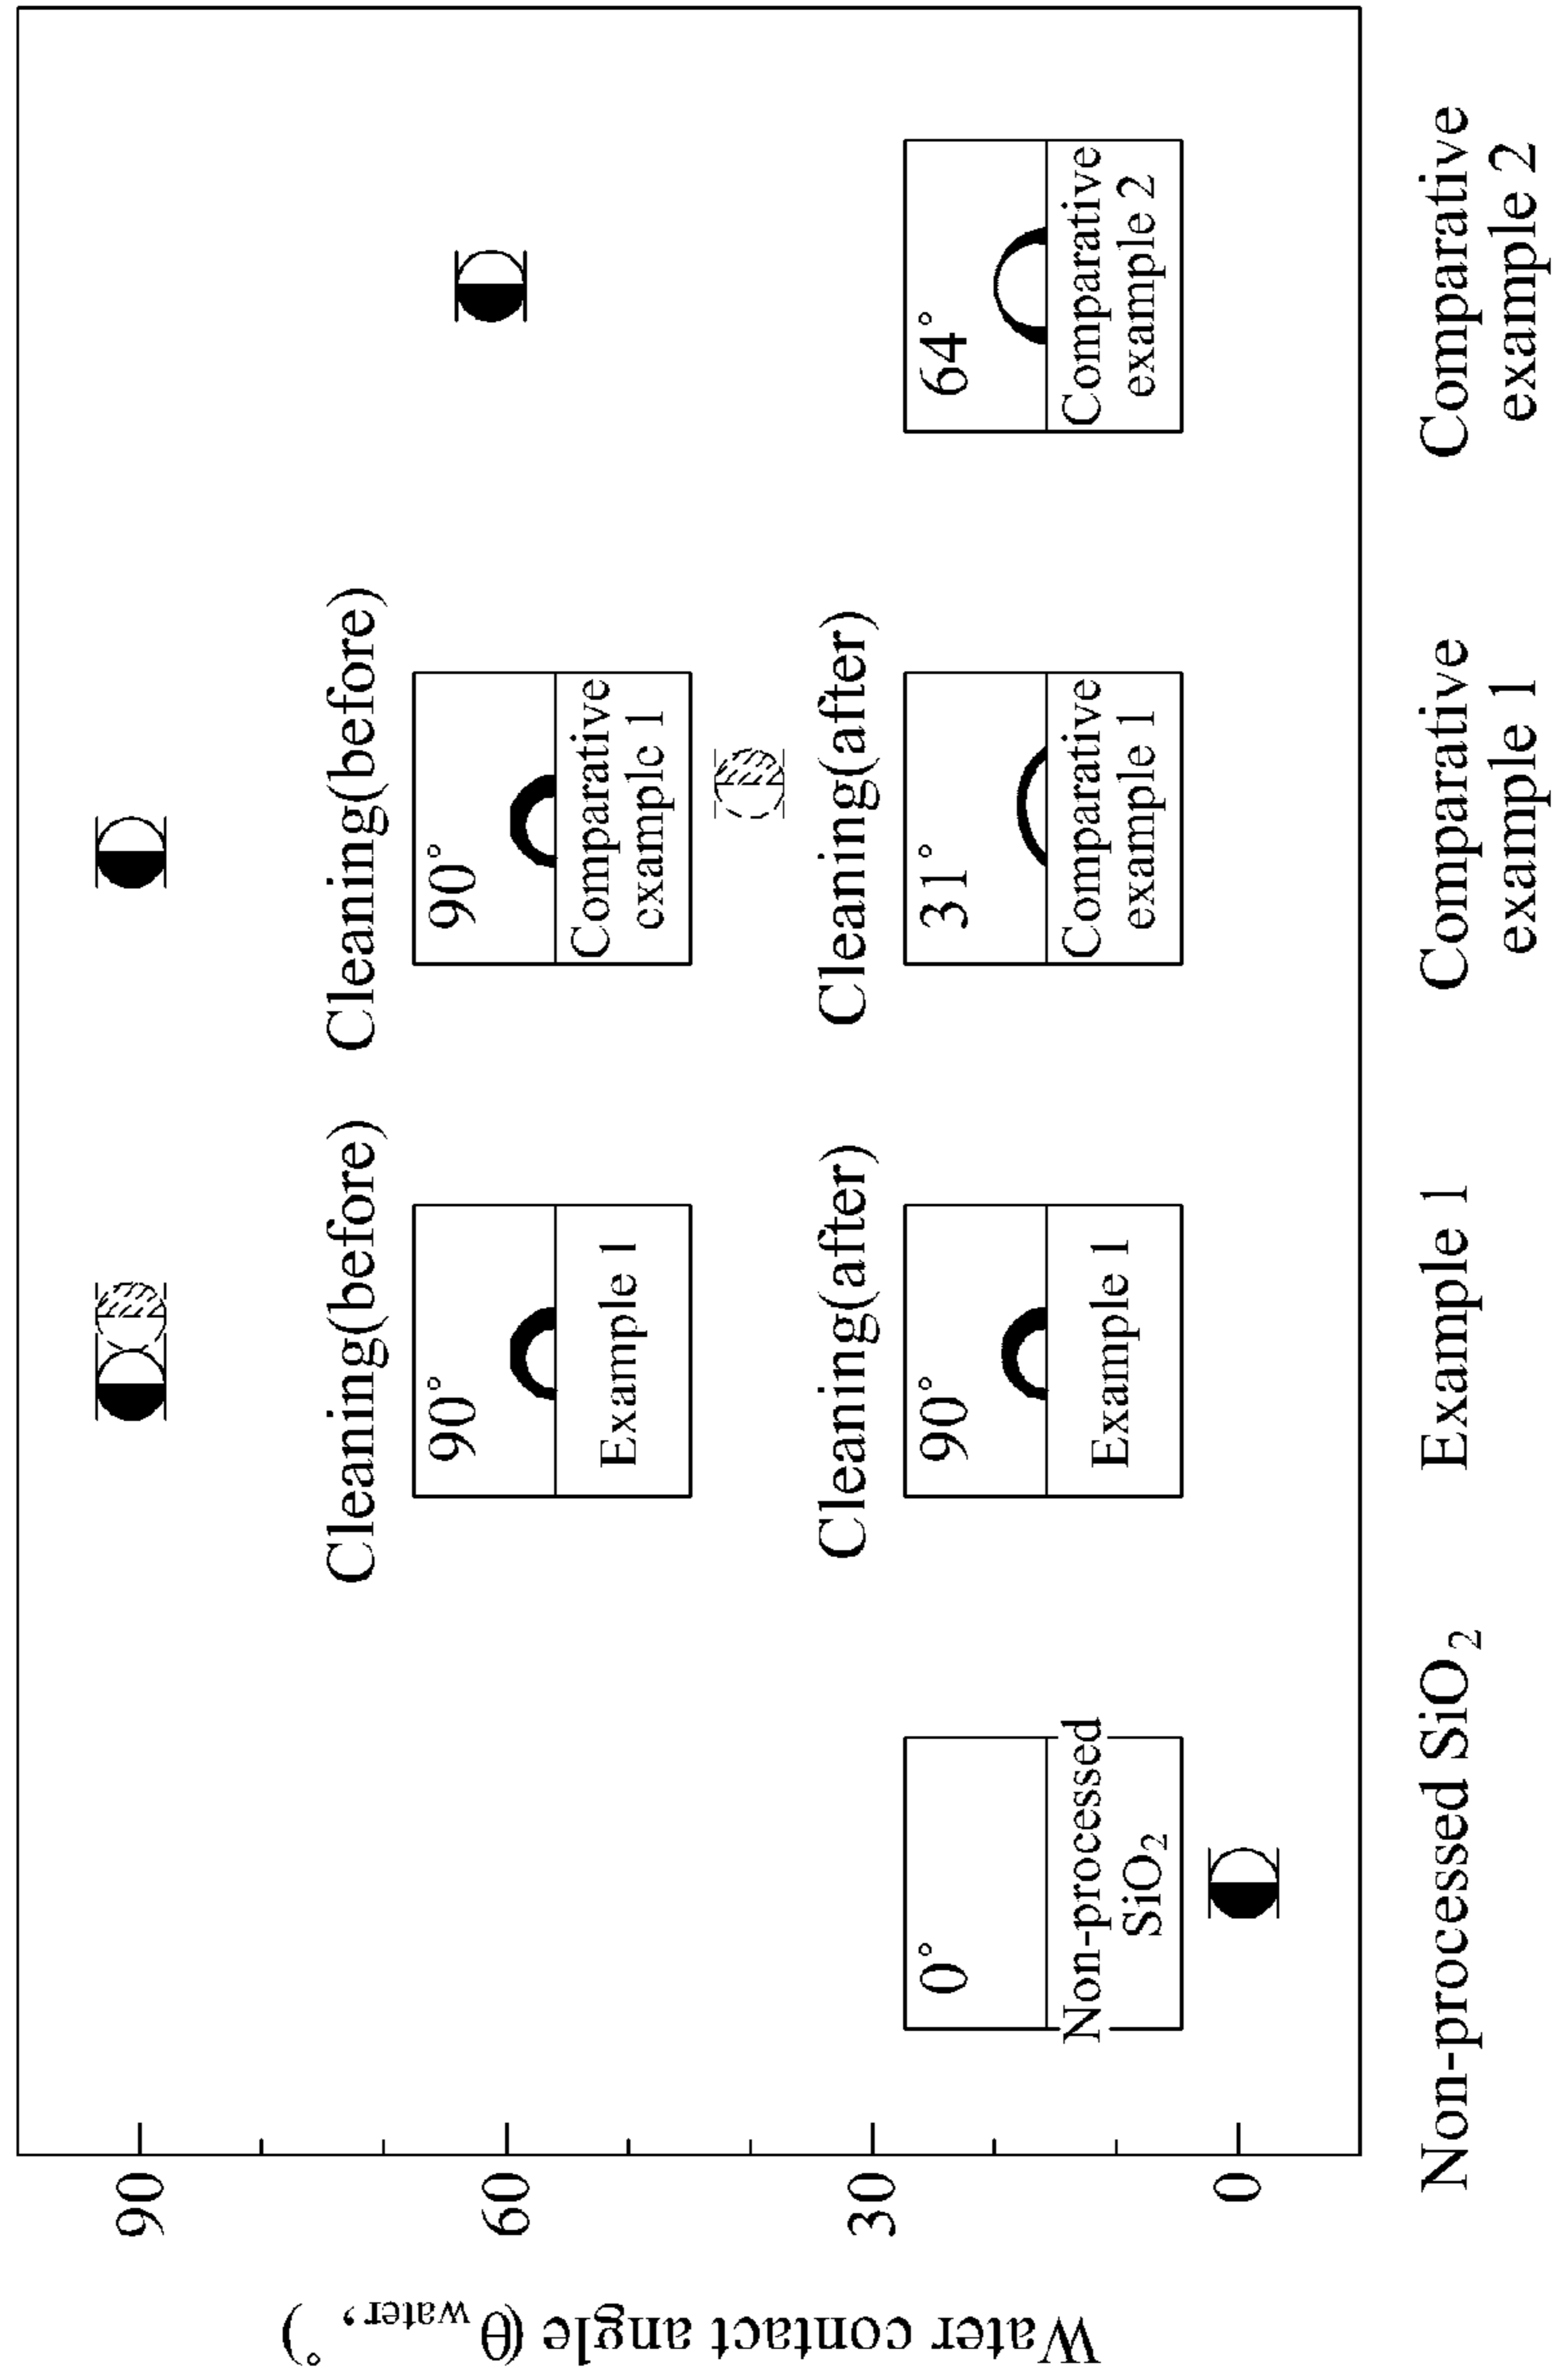 Water contact angle (θwater, °)
90
60
30
0
Cleaning(before)
90°
Example 1
Cleaning(before)
90°
Comparative
example 1
0°
Non-processed
SiO2
Cleaning(after)
90°
Example 1
Cleaning(after)
31°
Comparative
example 1
64°
Comparative
example 2
Non-processed SiO2
Example 1
Comparative
example 1
Comparative
example 2